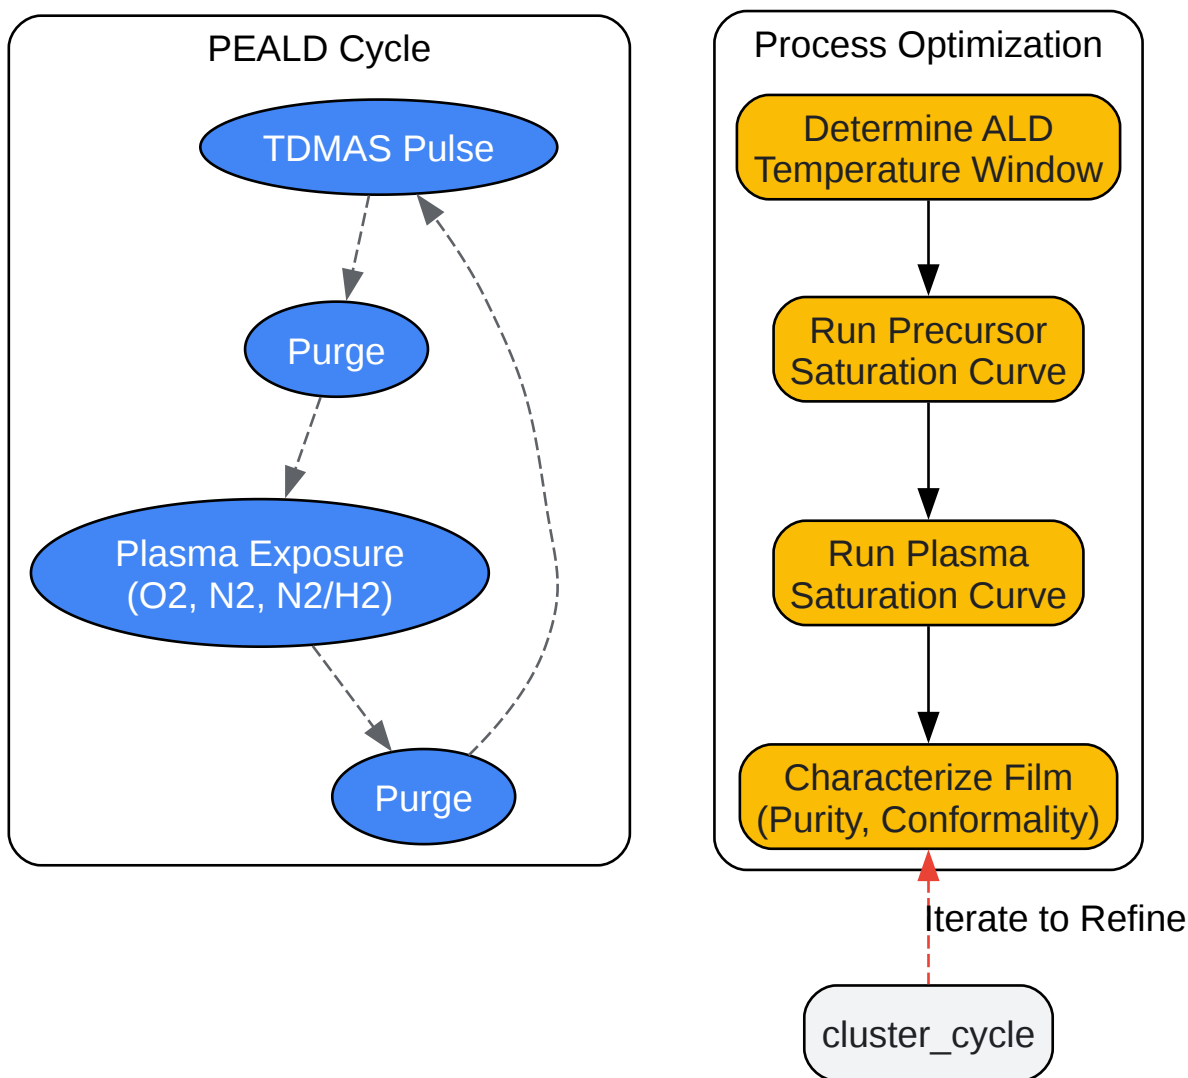 PEALD Cycle
TDMAS Pulse
Purge
Plasma Exposure
(O2, N2, N2/H2)
Purge
Process Optimization
Determine ALD
Temperature Window
Run Precursor
Saturation Curve
Run Plasma
Saturation Curve
Characterize Film
(Purity, Conformality)
Iterate to Refine
cluster_cycle